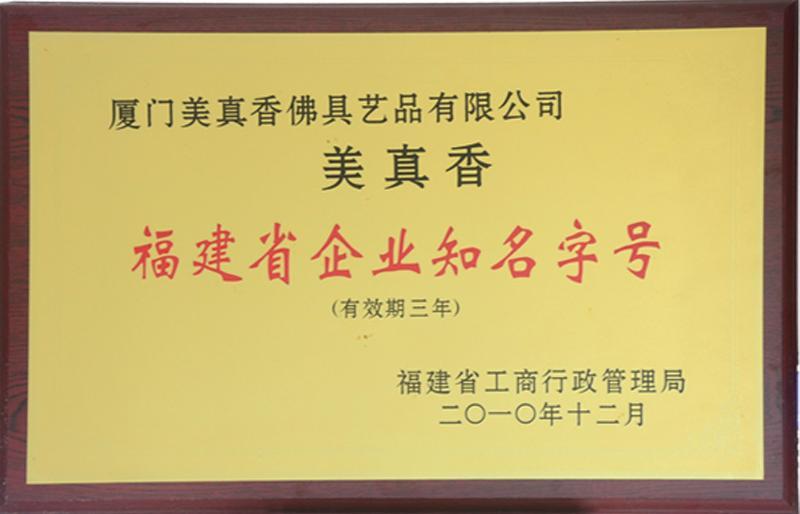 厦门美真香佛具艺品有限公司
美真香
福建省企业知名字号
(有效期三年)
福建省工商行政管理局
二〇一〇年十二月